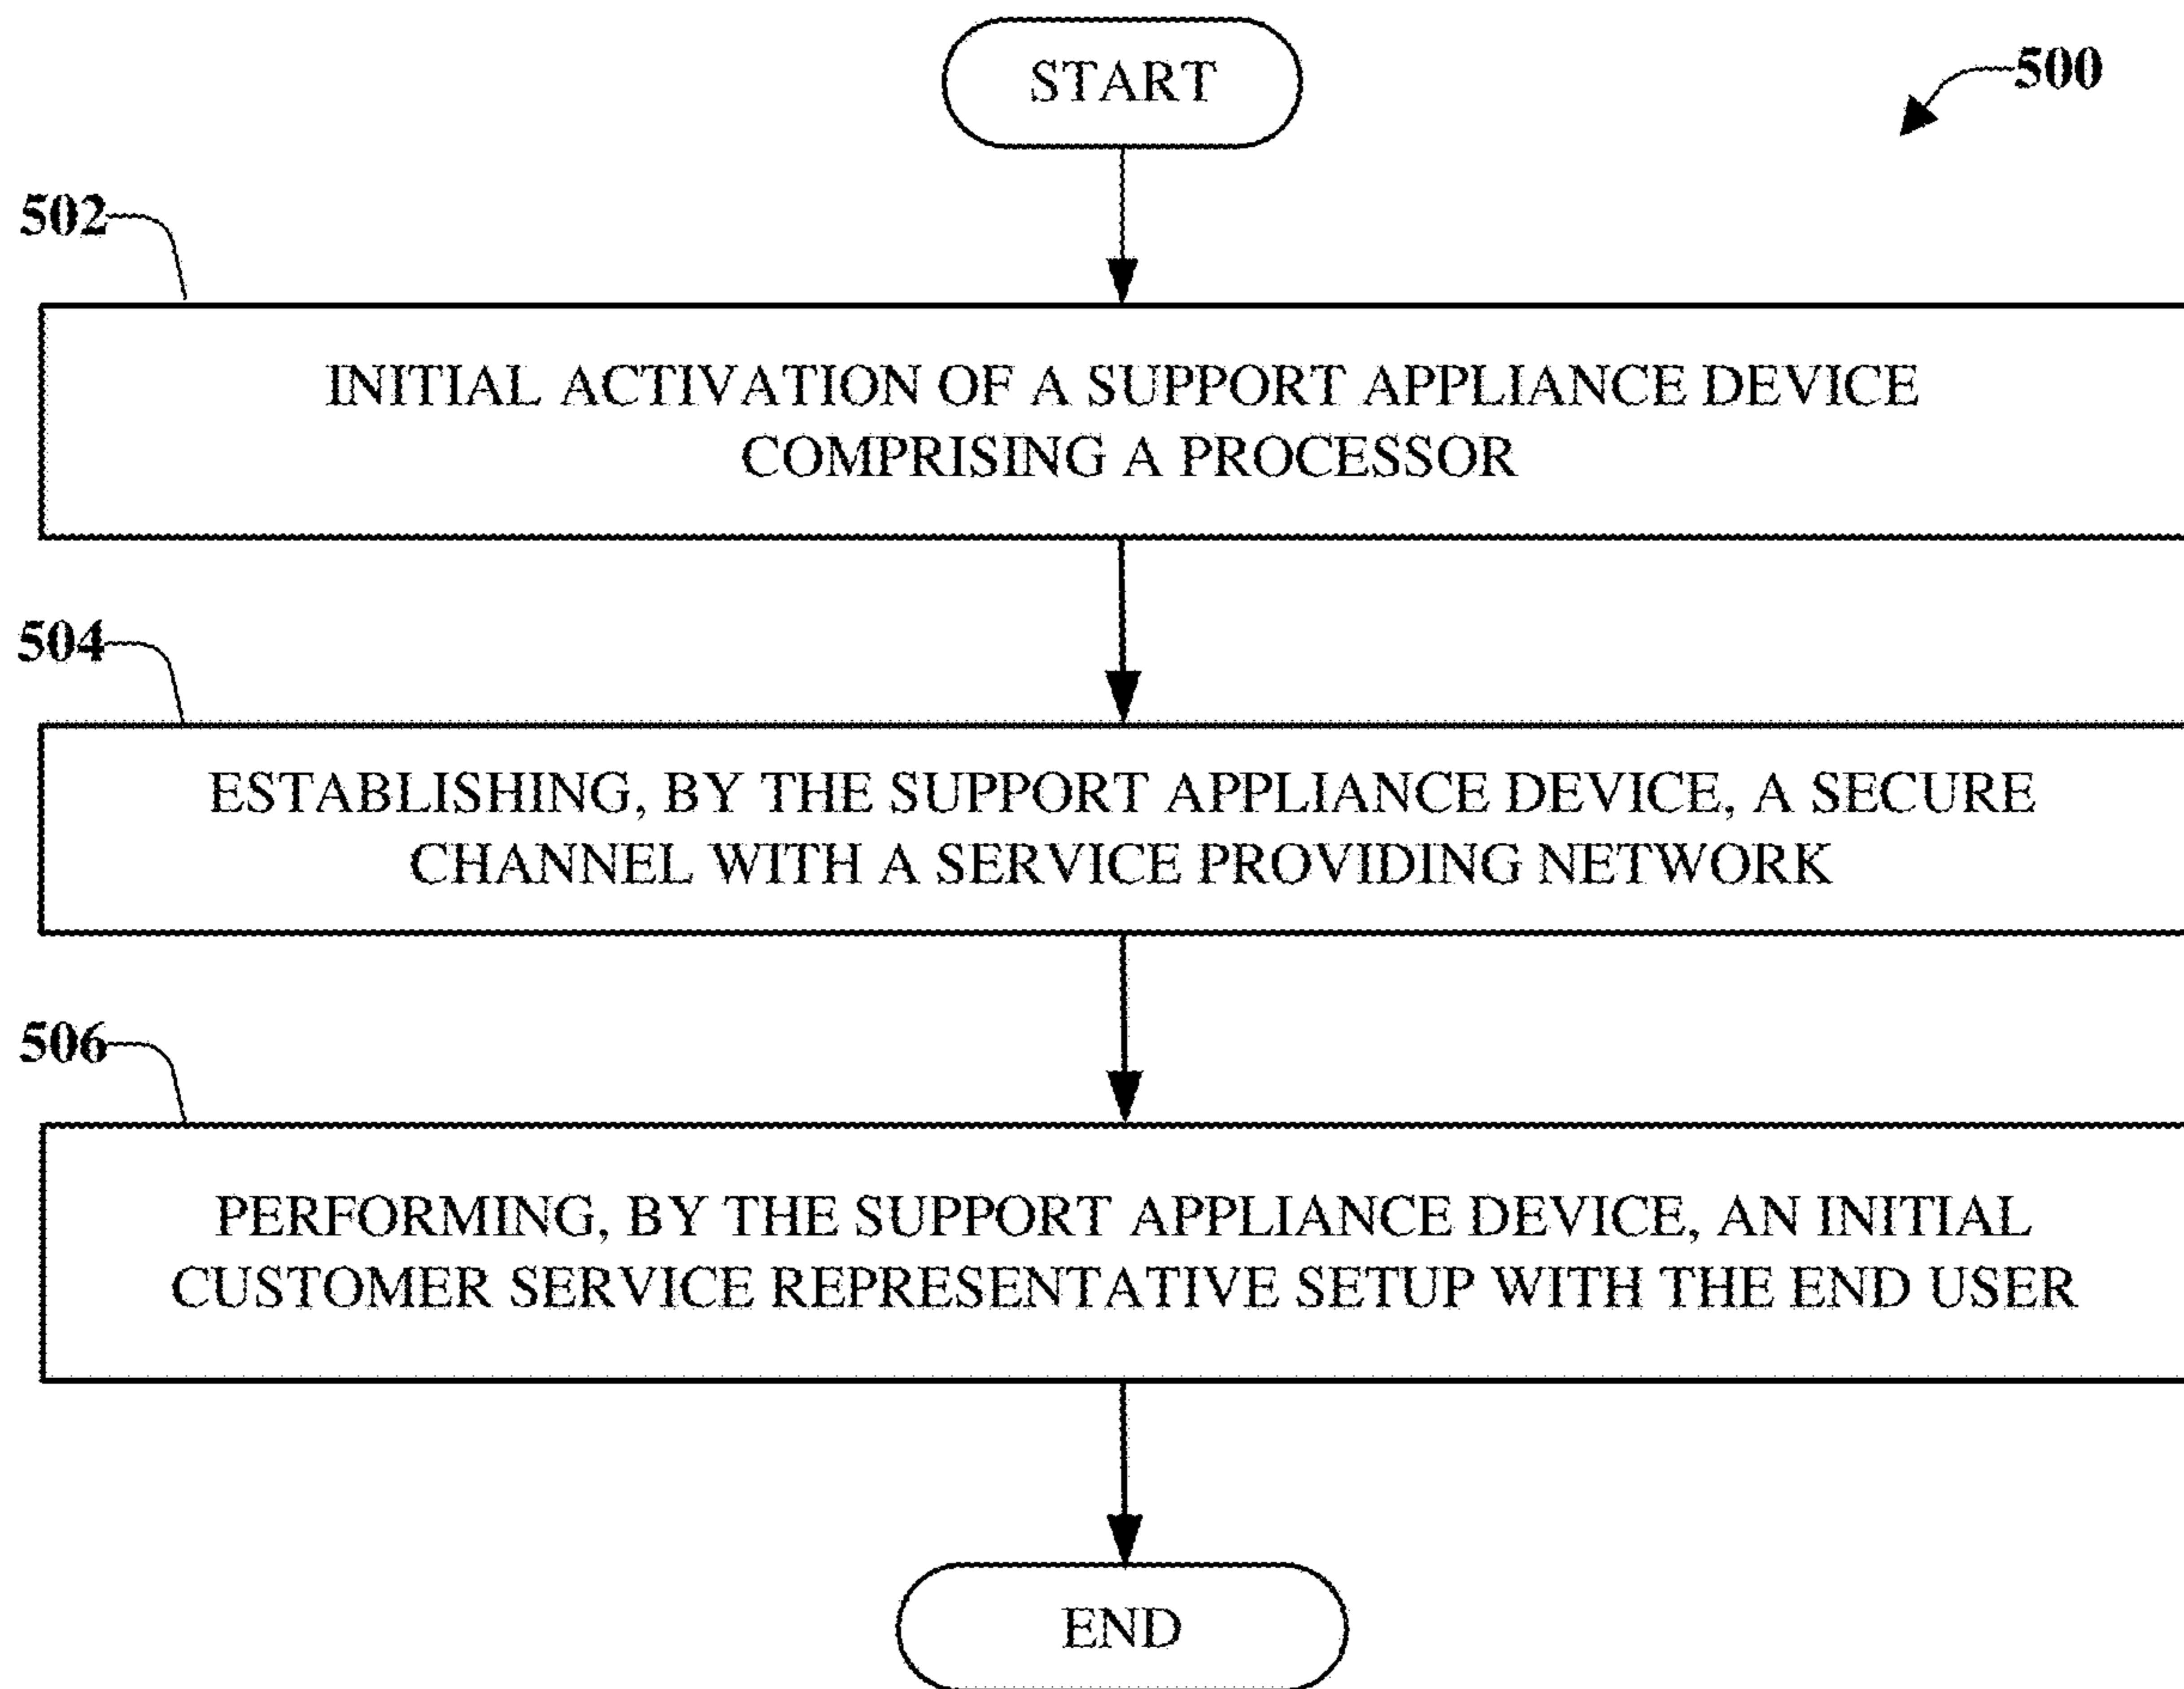 START
500
502
INITIAL ACTIVATION OF A SUPPORT APPLIANCE DEVICE
COMPRISING A PROCESSOR
504
ESTABLISHING, BY THE SUPPORT APPLIANCE DEVICE, A SECURE
CHANNEL WITH A SERVICE PROVIDING NETWORK
506
PERFORMING, BY THE SUPPORT APPLIANCE DEVICE, AN INITIAL
CUSTOMER SERVICE REPRESENTATIVE SETUP WITH THE END USER
END